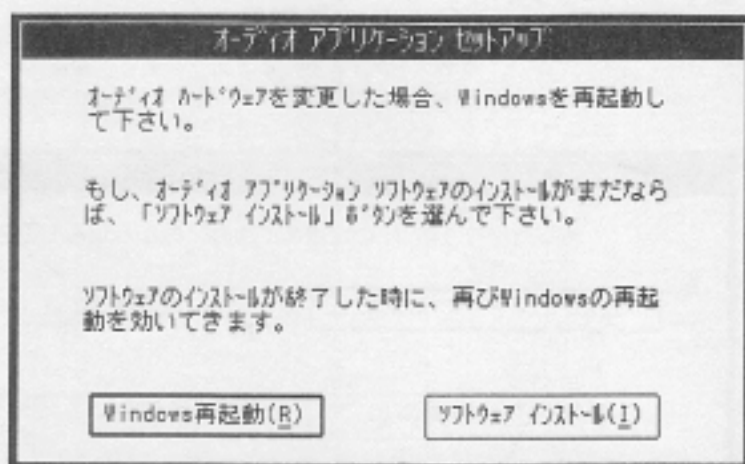 オーディオ アプリケーション セットアップ
オーディオ ハードウェアを変更した場合、Windowsを再起動し
て下さい。
もし、オーディオ アプリケーション ソフトウェアのインストールがまだなら
ば、「ソフトウェア インストール」ボタンを選んで下さい。
ソフトウェアのインストールが終了した時に、再びWindowsの再起
動を効いてきます。
Windows再起動(R)
ソフトウェア インストール(I)